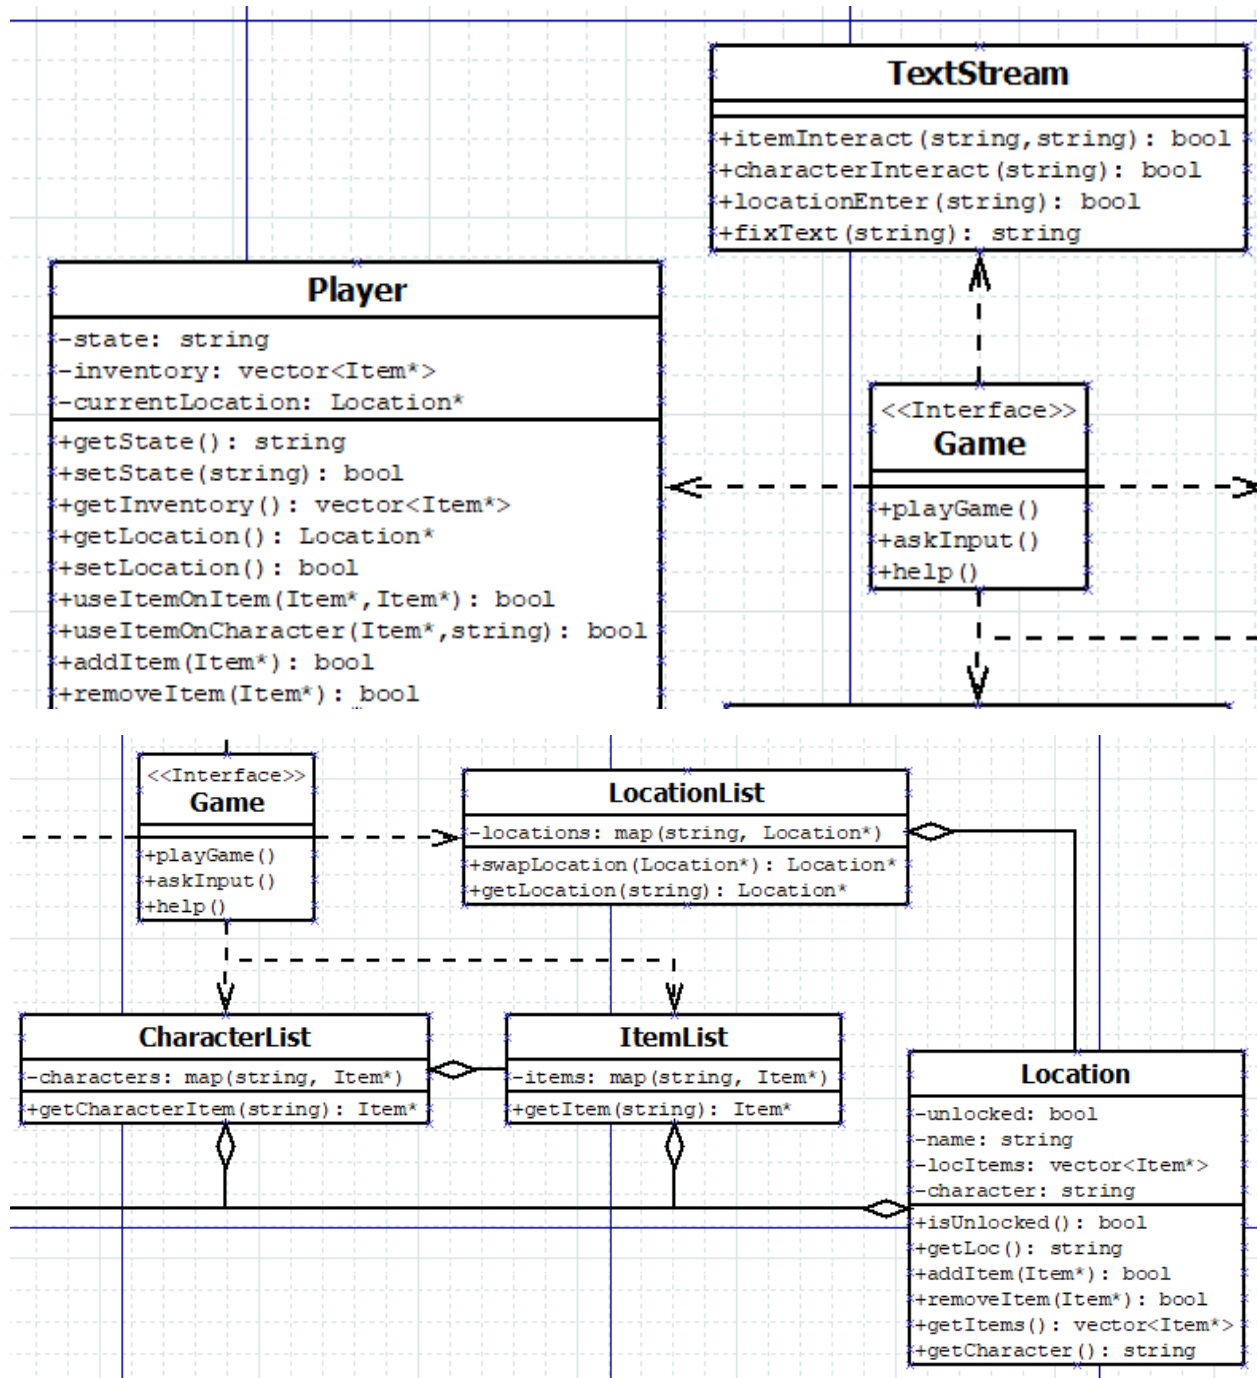 TextStream
+itemInteract(string,string): bool
+characterInteract(string): bool
+locationEnter(string): bool
+fixText(string): string
Player
-state: string
-inventory: vector<Item*>
-currentLocation: Location*
+getState(): string
+setState(string): bool
+getInventory(): vector<Item*>
+getLocation(): Location*
+setLocation(): bool
+useItemOnItem(Item*,Item*): bool
+useItemOnCharacter(Item*,string): bool
+addItem(Item*): bool
+removeItem(Item*): bool
<<Interface>>
Game
+playGame()
+askInput()
+help()
<<Interface>>
Game
+playGame()
+askInput()
+help()
LocationList
-locations: map(string, Location*)
+swapLocation(Location*): Location*
+getLocation(string): Location*
CharacterList
-characters: map(string, Item*)
+getCharacterItem(string): Item*
ItemList
-items: map(string, Item*)
+getItem(string): Item*
Location
-unlocked: bool
-name: string
-locItems: vector<Item*>
-character: string
+isUnlocked(): bool
+getLoc(): string
+addItem(Item*): bool
+removeItem(Item*): bool
+getItems(): vector<Item*>
+getCharacter(): string